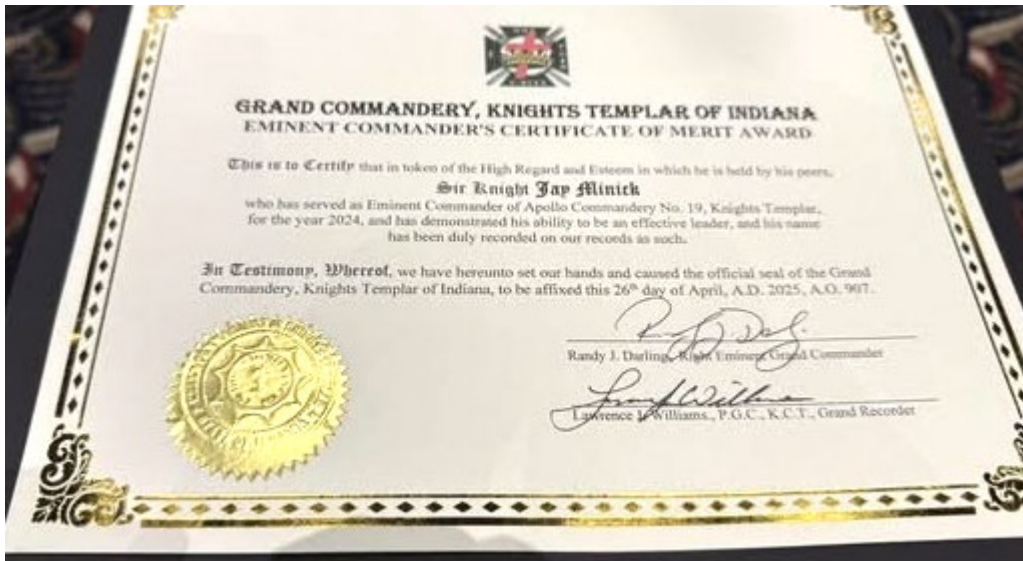 GRAND COMMANDERY, KNIGHTS TEMPLAR OF INDIANA
EMINENT COMMANDER'S CERTIFICATE OF MERIT AWARD
This is to Certify that in token of the High Regard and Esteem in which he is held by his peers,
Sir Knight Jay Minick
who has served as Eminent Commander of Apollo Commandery No. 19, Knights Templar,
for the year 2024, and has demonstrated his ability to be an effective leader, and his name
has been duly recorded on our records as such.
In Testimony, Whereof, we have hereunto set our hands and caused the official seal of the Grand
Commandery, Knights Templar of Indiana, to be affixed this 26th day of April, A.D. 2025, A.O. 907.
Randy J. Darling, Right Eminent Grand Commander
Lawrence J. Williams., P.G.C., K.C.T., Grand Recorder